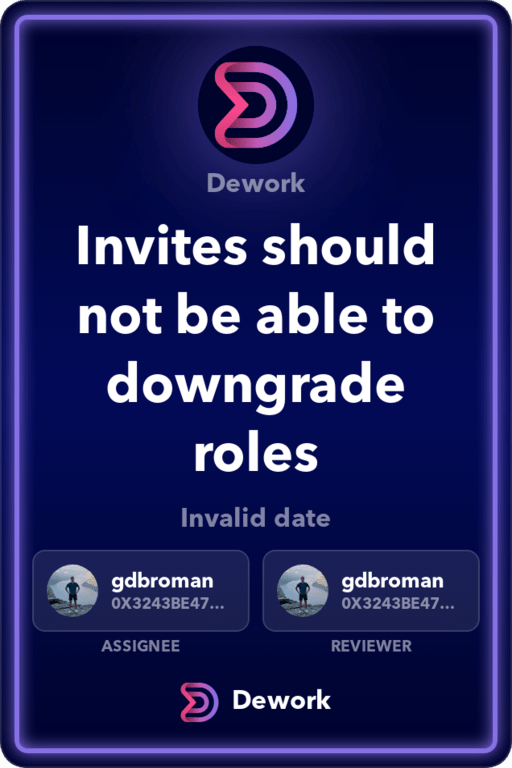 Dework
Invites should
not be able to
downgrade
roles
Invalid date
gdbroman
0X3243BE47...
gdbroman
0X3243BE47...
ASSIGNEE
REVIEWER
Dework